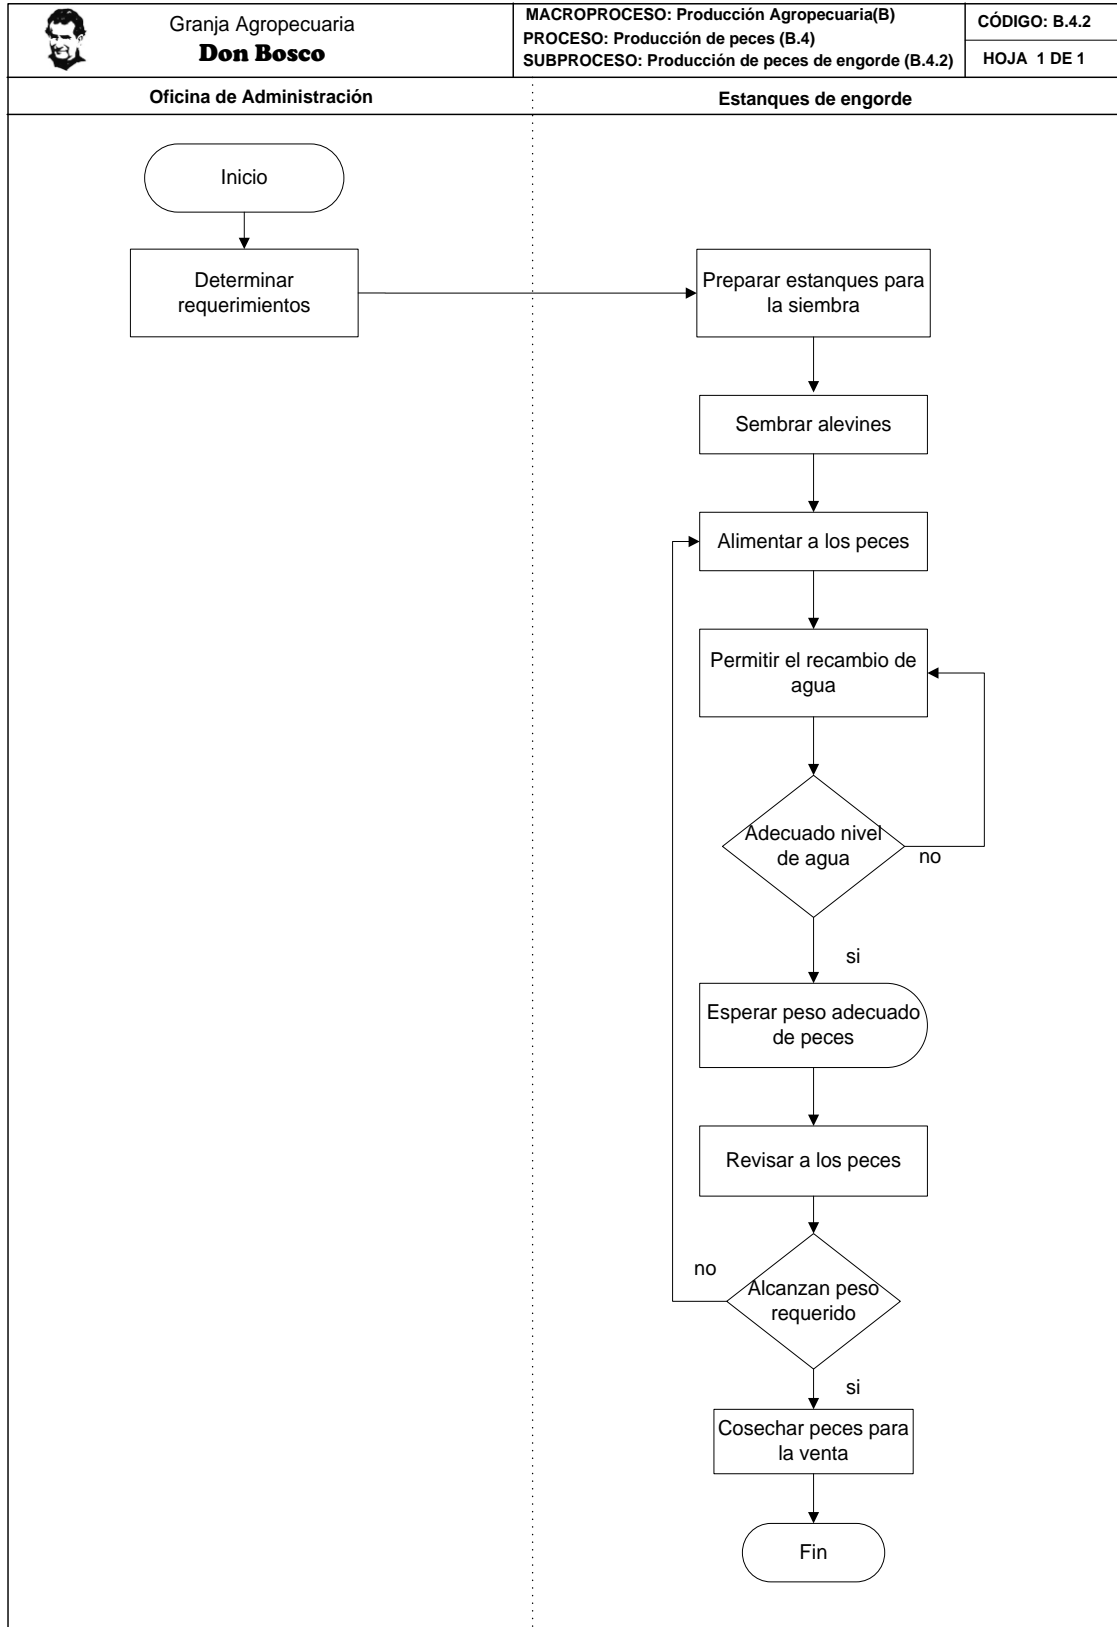 Granja Agropecuaria
Don Bosco
MACROPROCESO: Producción Agropecuaria(B)
PROCESO: Producción de peces (B.4)
SUBPROCESO: Producción de peces de engorde (B.4.2)
CÓDIGO: B.4.2
HOJA 1 DE 1
Oficina de Administración
Estanques de engorde
Inicio
Determinar
requerimientos
Preparar estanques para
la siembra
Sembrar alevines
Alimentar a los peces
Permitir el recambio de
agua
Adecuado nivel
de agua
no
si
Esperar peso adecuado
de peces
Revisar a los peces
no
Alcanzan peso
requerido
si
Cosechar peces para
la venta
Fin